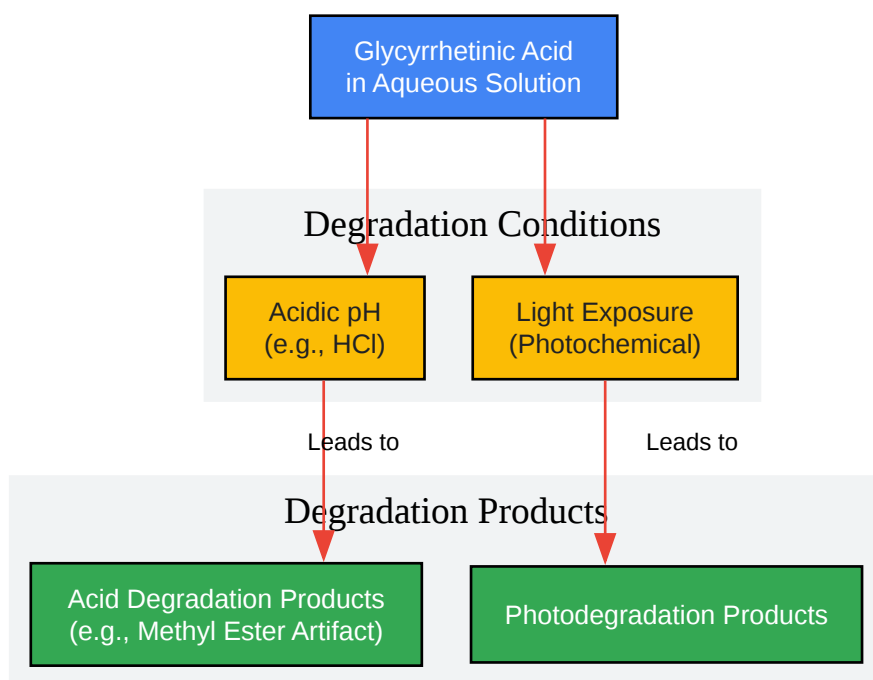 Glycyrrhetinic Acid
in Aqueous Solution
Degradation Conditions
Acidic pH
(e.g., HCl)
Light Exposure
(Photochemical)
Leads to
Leads to
Degradation Products
Acid Degradation Products
(e.g., Methyl Ester Artifact)
Photodegradation Products